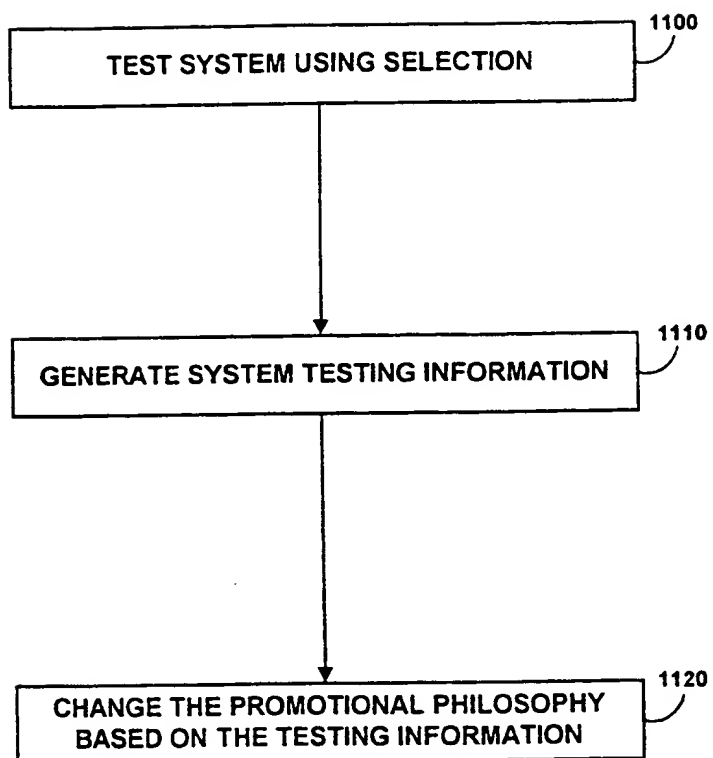 1100
TEST SYSTEM USING SELECTION
1110
GENERATE SYSTEM TESTING INFORMATION
1120
CHANGE THE PROMOTIONAL PHILOSOPHY
BASED ON THE TESTING INFORMATION